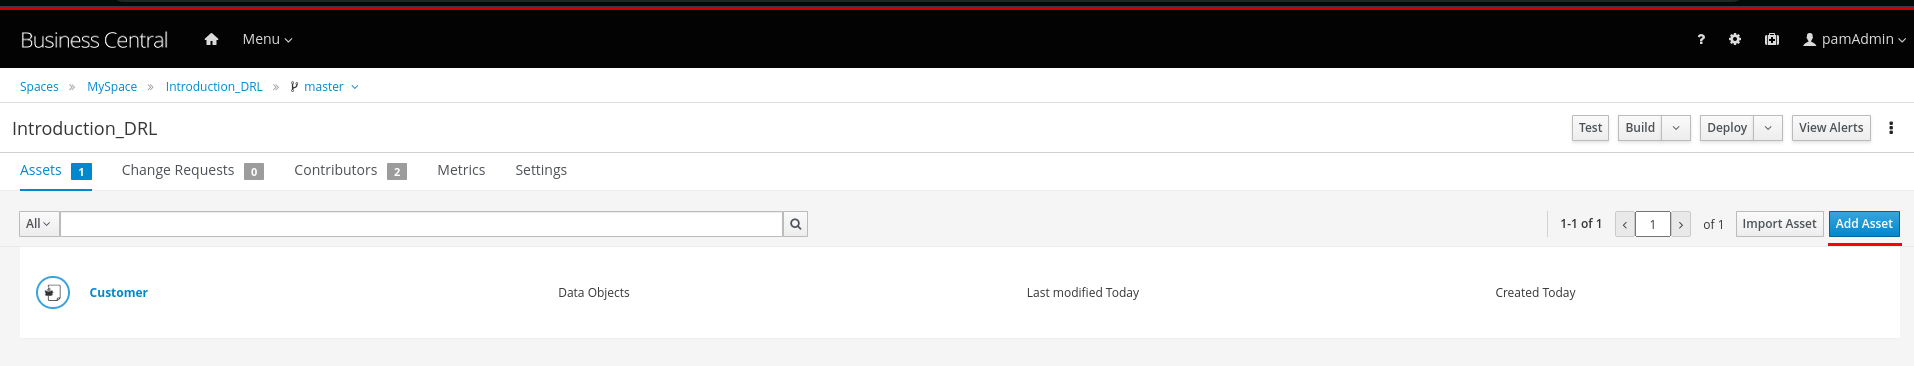 Business Central Menu ? pamAdmin
Spaces » MySpace » Introduction_DRL » master
Introduction_DRL Test Build Deploy View Alerts
Assets 1 Change Requests 0 Contributors 2 Metrics Settings
All 1-1 of 1 < 1 > of 1 Import Asset Add Asset
Customer Data Objects Last modified Today Created Today